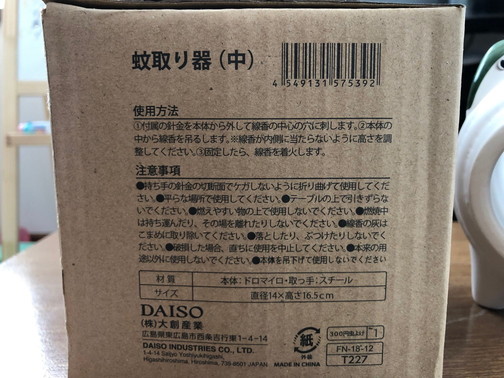 蚊取り器(中)
4 549131 575392
使用方法
①付属の針金を本体から外して線香の中心の穴に刺します。②本体の
中から線香を吊るします。※線香が内側に当たらないように高さを調
整してください。③固定したら、線香を着火します。
注意事項
●持ち手の針金の切断面でケガしないように折り曲げて使用してくだ
さい。●平らな場所で使用してください。●テーブルの上で引きずらな
いでください。●燃えやすい物の上で使用しないでください。●燃焼中
は持ち運んだり、その場を離れたりしないでください。●線香の灰は
こまめに取り除いてください。●落としたり、ぶつけたりしないでくだ
さい。●破損した場合、直ちに使用を中止してください。●本来の用
途以外に使用しないでください。●本体を吊下げて使用しないでください
材質 本体:ドロマイロ・取っ手:スチール
サイズ 直径14×高さ16.5cm
DAISO
(株)大創産業
広島県東広島市西条吉行東1-4-14
DAISO INDUSTRIES CO., LTD.
1-4-14 Saijo Yoshiyukihigashi,
Higashihiroshima, Hiroshima, 739-8501 JAPAN
紙
外箱
MADE IN CHINA
300円仕上げ 1
FN-18'-12
T227